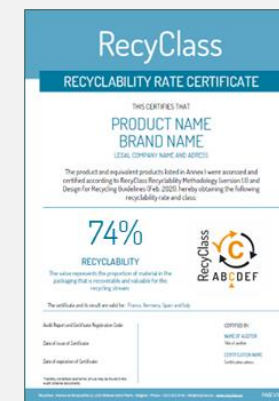 RecyClass
RECYCLABILITY RATE CERTIFICATE
THIS CERTIFIES THAT
PRODUCT NAME
BRAND NAME
LEGAL COMPANY NAME AND ADRESS
The product and equivalent products listed in Annex I were assessed and
certified according to RecyClass Recyclability Methodology (version 1.1) and
Design For Recycling Guidelines (Feb. 2021), hereby obtaining the following
recyclability rate and class:
74%
RECYCLABILITY
The value represents the proportion of material in the
packaging that is recoverable and valuable for the
recycling stream.
RecyClass
C
ABCDEF
The certificate and its result are valid for: France, Germany, Spain and Italy
Audit Report and Certificate Registration Code:
Date of issue of Certificate:
Date of expiration of Certificate:
CERTIFIED BY:
NAME OF AUDITOR
CERTIFICATION NAME